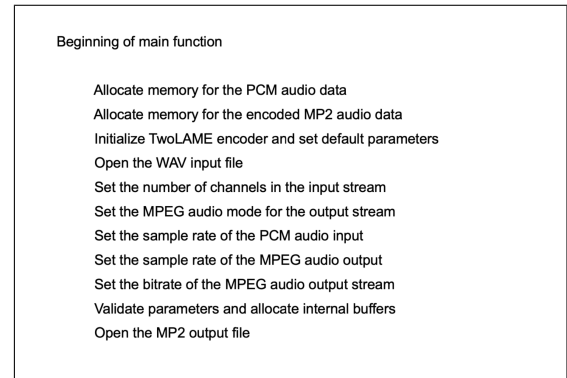 Beginning of main function
Allocate memory for the PCM audio data
Allocate memory for the encoded MP2 audio data
Initialize TwoLAME encoder and set default parameters
Open the WAV input file
Set the number of channels in the input stream
Set the MPEG audio mode for the output stream
Set the sample rate of the PCM audio input
Set the sample rate of the MPEG audio output
Set the bitrate of the MPEG audio output stream
Validate parameters and allocate internal buffers
Open the MP2 output file